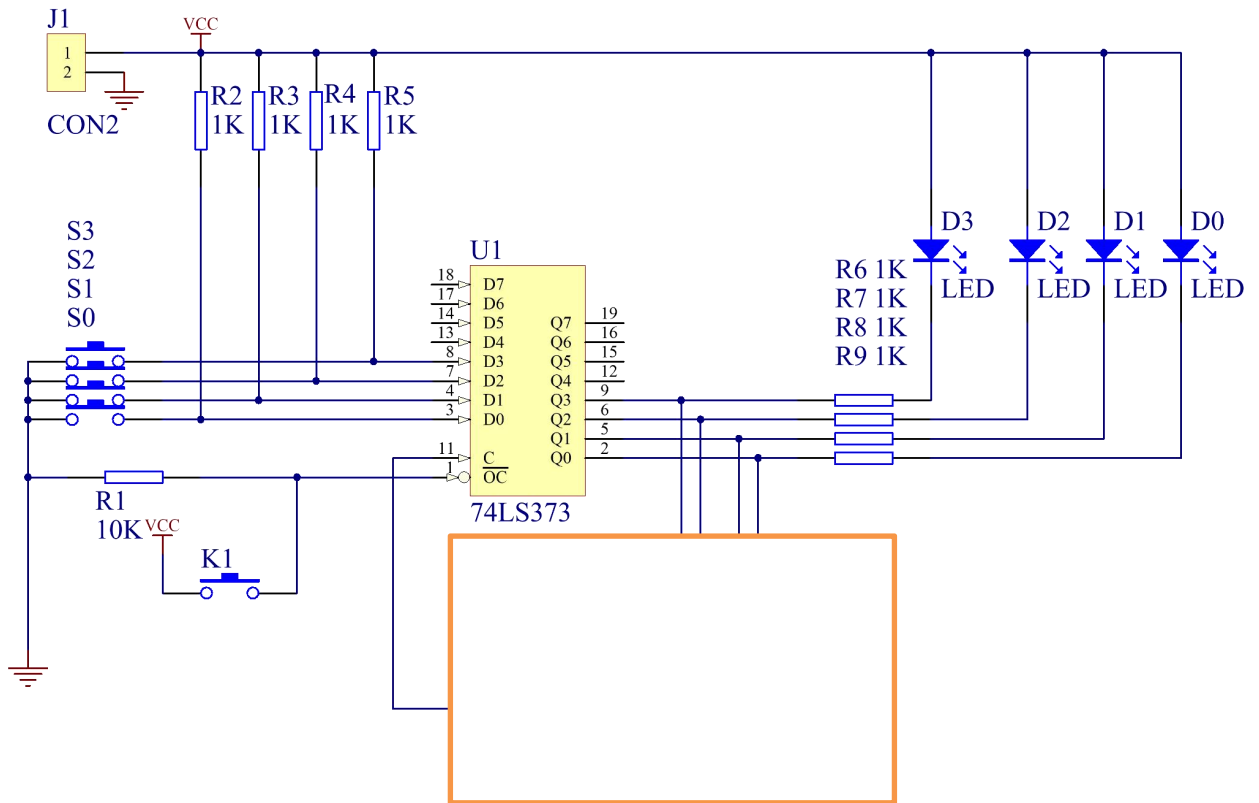 J1
1
2
CON2
VCC
R2
1K
R3
1K
R4
1K
R5
1K
S3
S2
S1
S0
U1
18 D7
17 D6
14 D5
13 D4
8 D3
7 D2
4 D1
3 D0
11 C
1 OC
Q7 19
Q6 16
Q5 15
Q4 12
Q3 9
Q2 6
Q1 5
Q0 2
74LS373
R6 1K
R7 1K
R8 1K
R9 1K
D3
LED
D2
LED
D1
LED
D0
LED
R1
10K
VCC
K1